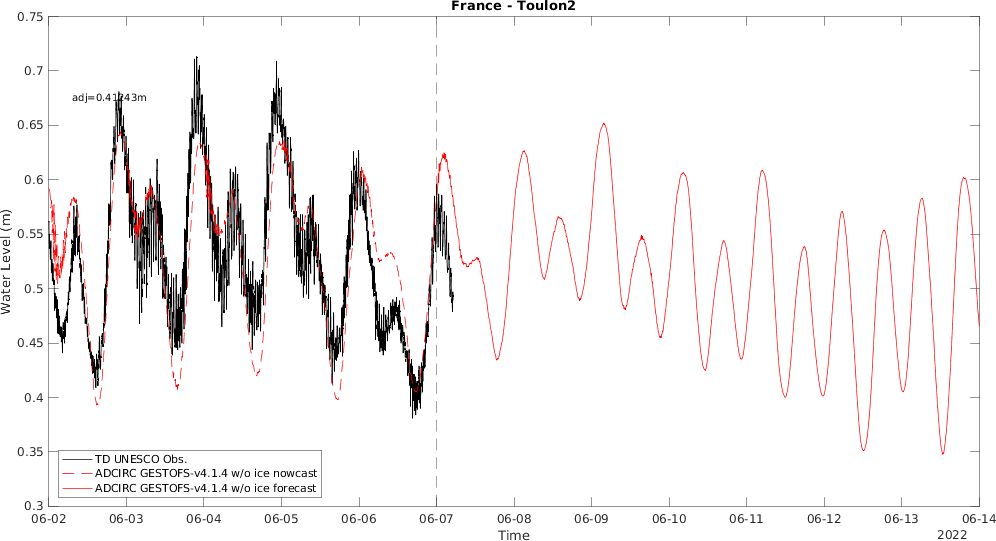 France - Toulon2
0.75
0.7
0.65
0.6
0.55
0.5
0.45
0.4
0.35
0.3
Water Level (m)
adj=0.41243m
TD UNESCO Obs.
ADCIRC GESTOFS-v4.1.4 w/o ice nowcast
ADCIRC GESTOFS-v4.1.4 w/o ice forecast
06-02 06-03 06-04 06-05 06-06 06-07 06-08 06-09 06-10 06-11 06-12 06-13 06-14
Time
2022